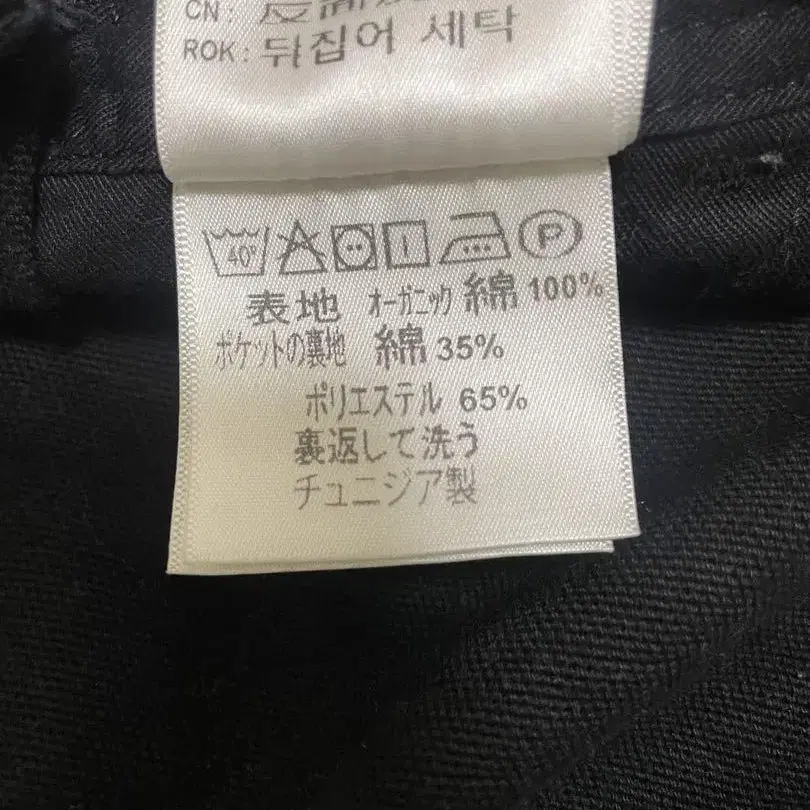 CN:
ROK: 뒤집어 세탁
40°
P
表地 オーガニック 綿 100%
ポケットの裏地 綿 35%
ポリエステル 65%
裏返して洗う
チュニジア製